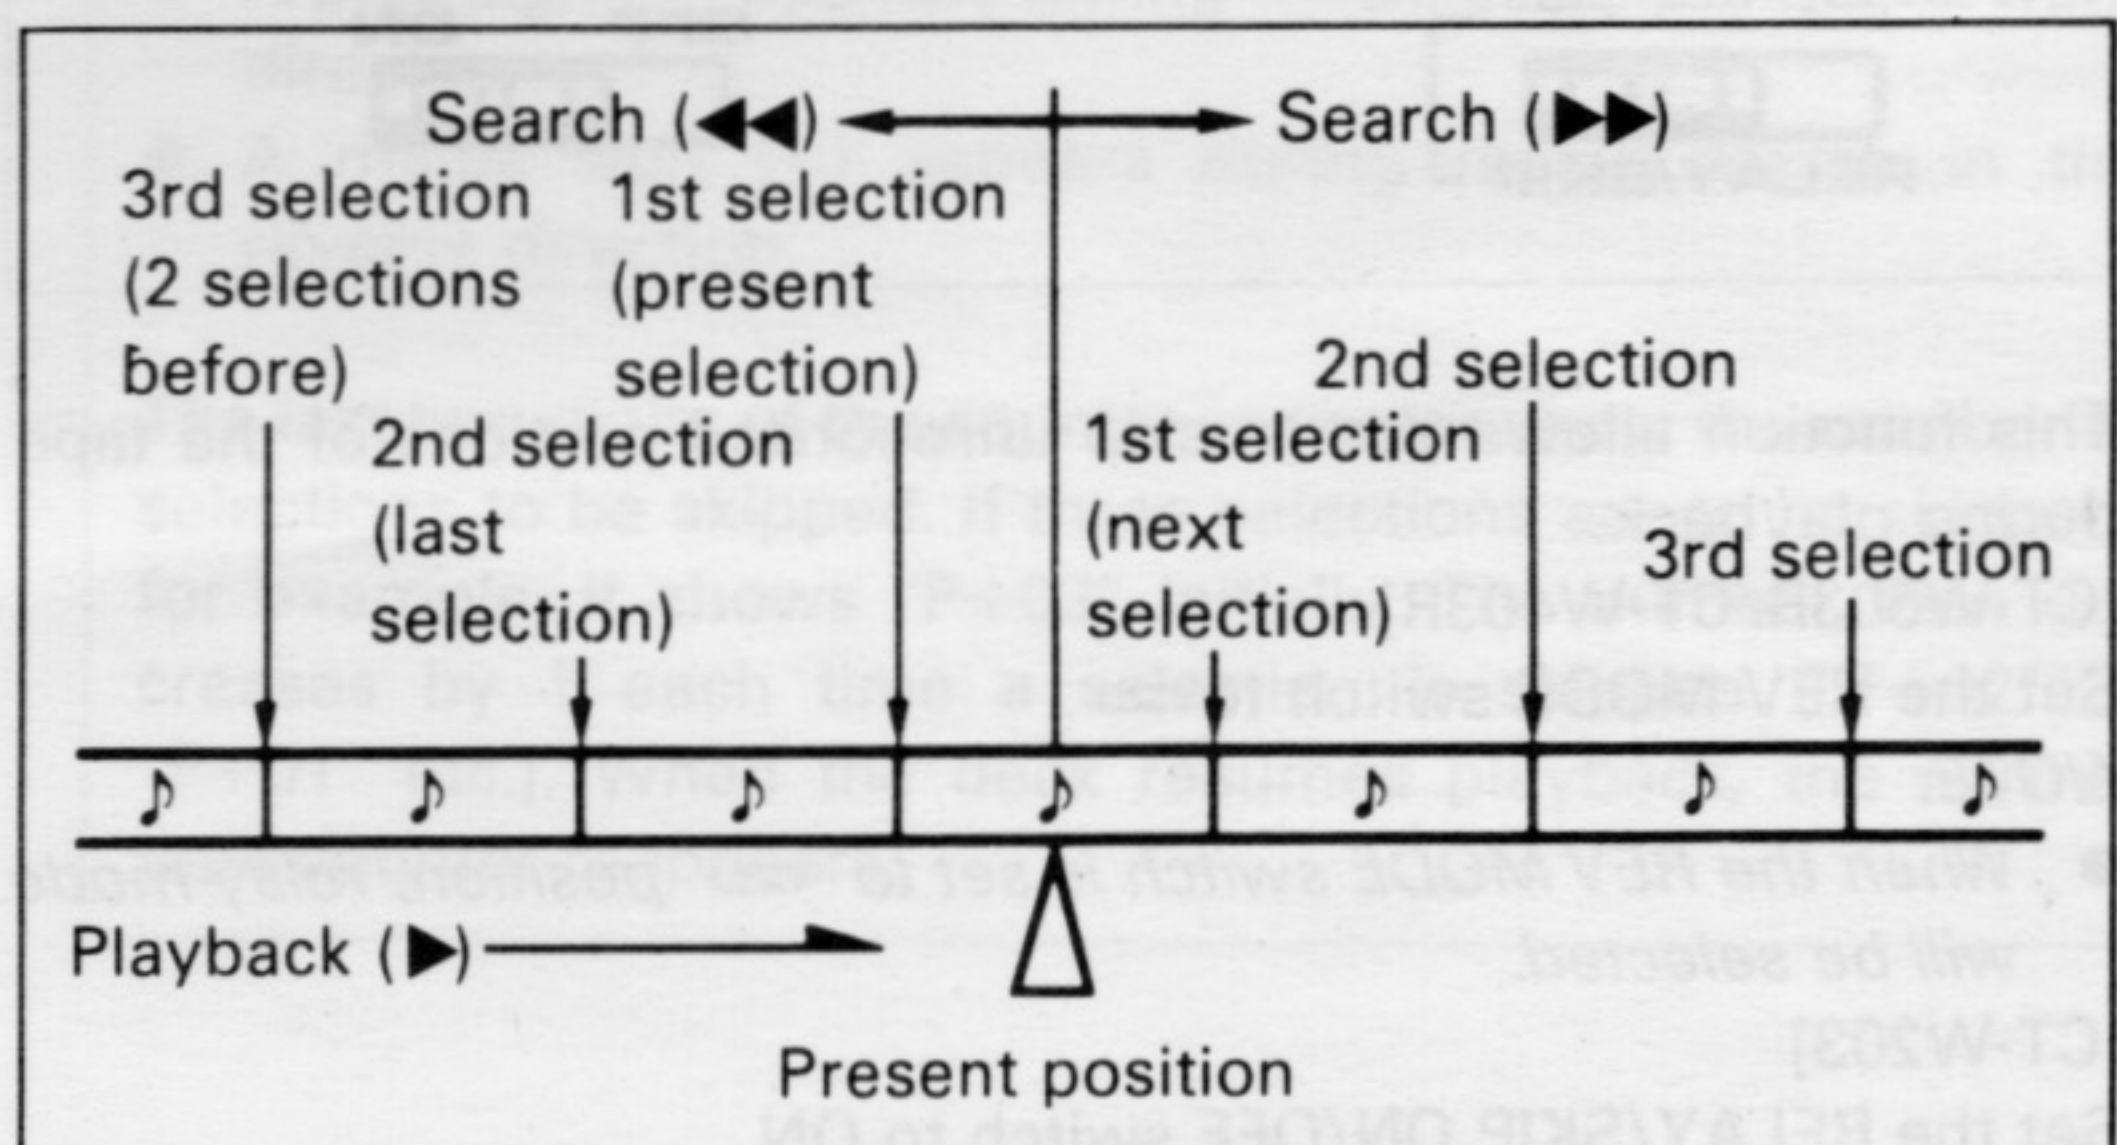 Search (◀◀)
Search (▶▶)
3rd selection
(2 selections
before)
1st selection
(present
selection)
2nd selection
(last
selection)
2nd selection
1st selection
(next
selection)
3rd selection
♪ ♪ ♪ ♪ ♪ ♪ ♪
Playback (▶)
Present position